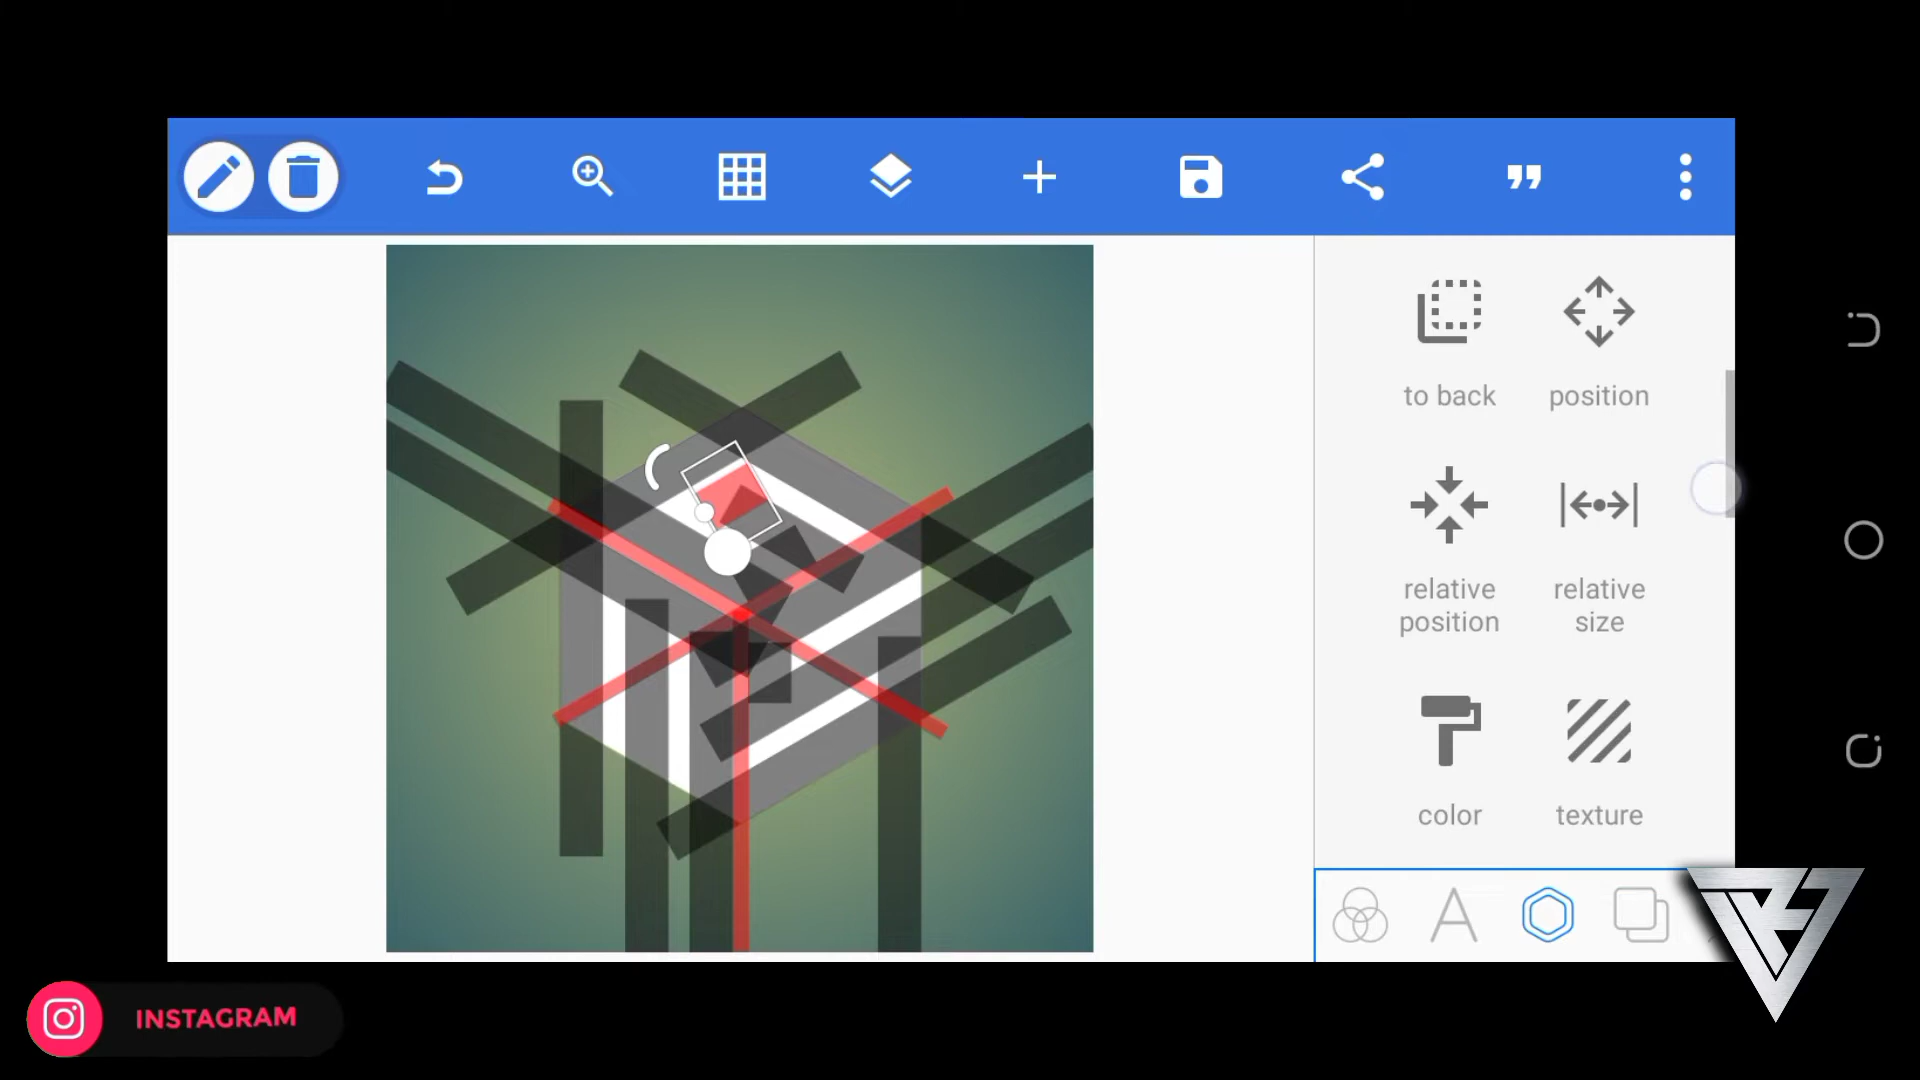 to back
position
relative
position
relative
size
color
texture
INSTAGRAM